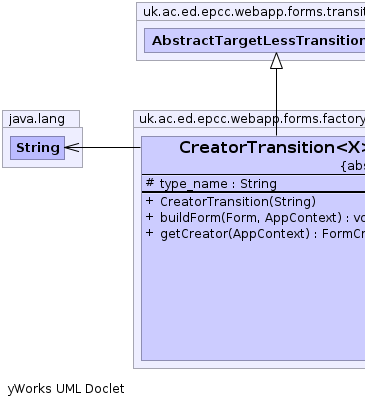 uk.ac.ed.epcc.webapp.forms.transi
AbstractTargetLessTransition
java.lang
String
uk.ac.ed.epcc.webapp.forms.factory
CreatorTransition<X>
{abs
# type_name : String
+ CreatorTransition(String)
+ buildForm(Form, AppContext) : vo
+ getCreator(AppContext) : FormCr
yWorks UML Doclet